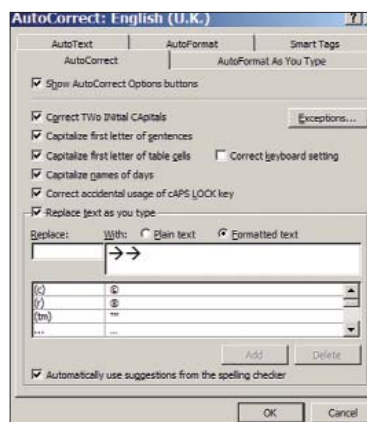 AutoCorrect: English (U.K.) ?
AutoText AutoFormat Smart Tags
AutoCorrect AutoFormat As You Type
Show AutoCorrect Options buttons
Correct TWo INitial CApitals Exceptions...
Capitalize first letter of sentences
Capitalize first letter of table cells Correct keyboard setting
Capitalize names of days
Correct accidental usage of cAPS LOCK key
Replace text as you type
Replace: With: Plain text Formatted text
→→
(c) ©
(r) ®
(tm) ™
... …
Add Delete
Automatically use suggestions from the spelling checker
OK Cancel